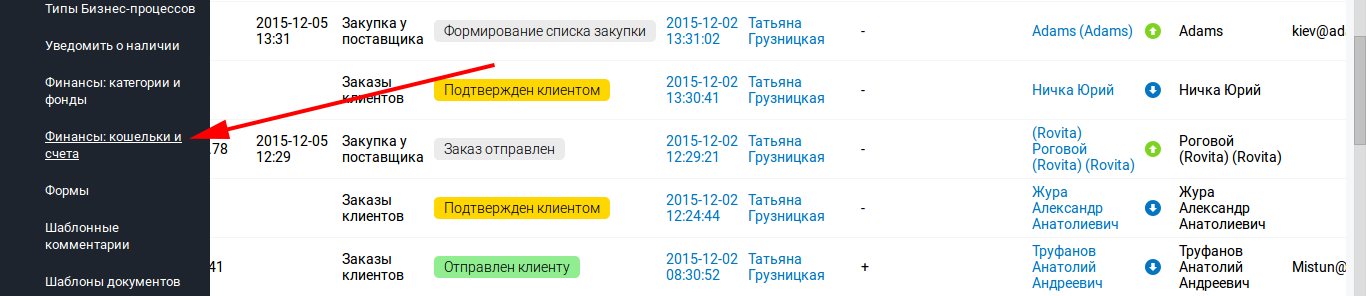 Типы Бизнес-процессов
Уведомить о наличии
Финансы: категории и
фонды
Финансы: кошельки и
счета
Формы
Шаблонные
комментарии
Шаблоны документов
2015-12-05
13:31
Закупка у
поставщика
Формирование списка закупки
2015-12-02
13:31:02
Татьяна
Грузницкая
-
Adams (Adams)
Adams
kiev@ad
Заказы
клиентов
Подтвержден клиентом
2015-12-02
13:30:41
Татьяна
Грузницкая
-
Ничка Юрий
Ничка Юрий
.78
2015-12-05
12:29
Закупка у
поставщика
Заказ отправлен
2015-12-02
12:29:21
Татьяна
Грузницкая
-
(Rovita)
Роговой
(Rovita) (Rovita)
Роговой
(Rovita) (Rovita)
Заказы
клиентов
Подтвержден клиентом
2015-12-02
12:24:44
Татьяна
Грузницкая
-
Жура
Александр
Анатолиевич
Жура
Александр
Анатолиевич
41
Заказы
клиентов
Отправлен клиенту
2015-12-02
08:30:52
Татьяна
Грузницкая
+
Труфанов
Анатолий
Андреевич
Труфанов
Анатолий
Андреевич
Mistun@